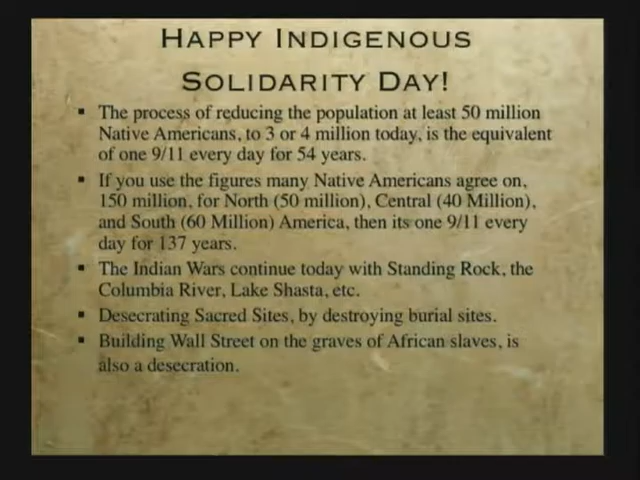 Happy Indigenous
Solidarity Day!
▪ The process of reducing the population at least 50 million
Native Americans, to 3 or 4 million today, is the equivalent
of one 9/11 every day for 54 years.
▪ If you use the figures many Native Americans agree on,
150 million, for North (50 million), Central (40 Million),
and South (60 Million) America, then its one 9/11 every
day for 137 years.
▪ The Indian Wars continue today with Standing Rock, the
Columbia River, Lake Shasta, etc.
▪ Desecrating Sacred Sites, by destroying burial sites.
▪ Building Wall Street on the graves of African slaves, is
also a desecration.